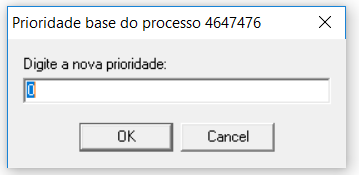 Prioridade base do processo 4647476
Digite a nova prioridade:
0
OK
Cancel